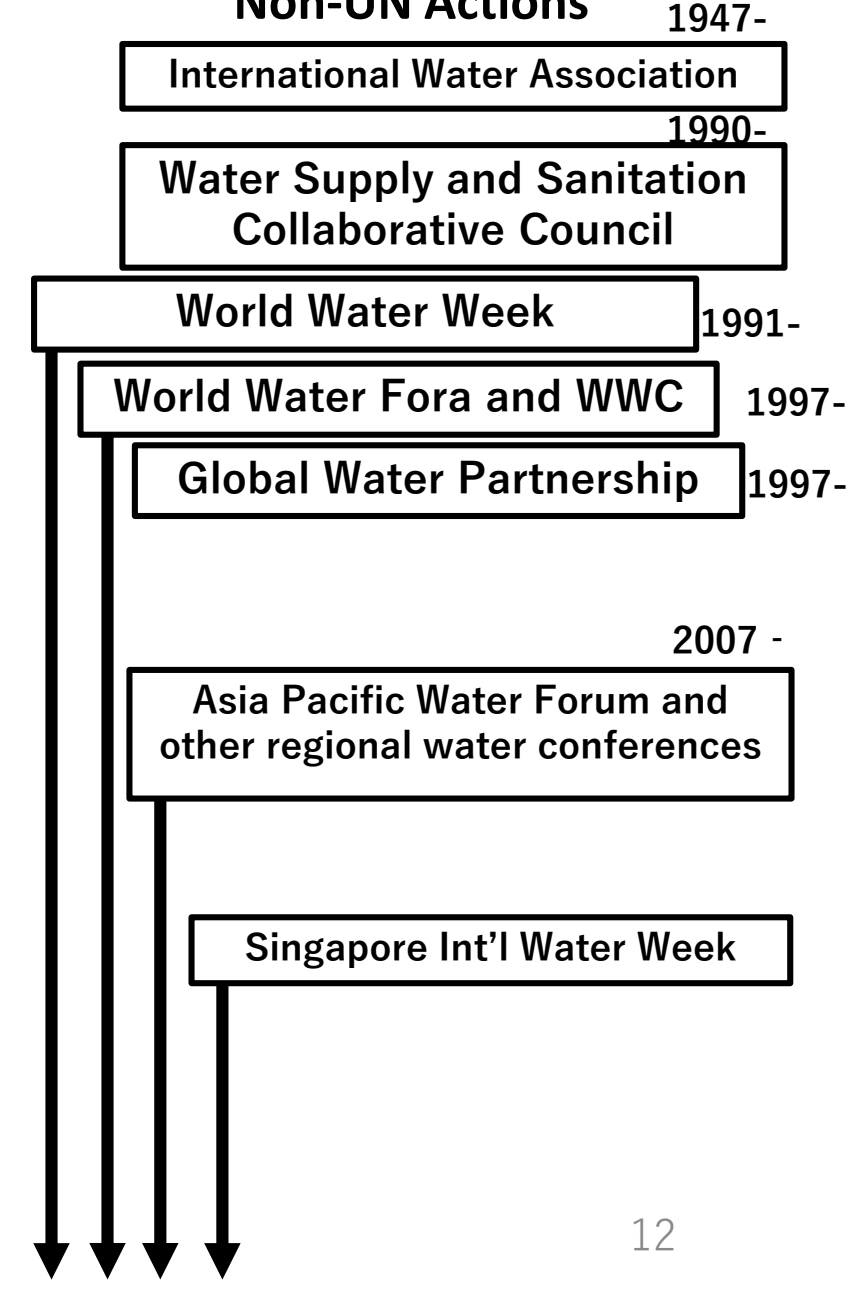 Non-UN Actions
1947-
International Water Association
1990-
Water Supply and Sanitation
Collaborative Council
World Water Week
1991-
World Water Fora and WWC
1997-
Global Water Partnership
1997-
2007 -
Asia Pacific Water Forum and
other regional water conferences
Singapore Int’l Water Week
12